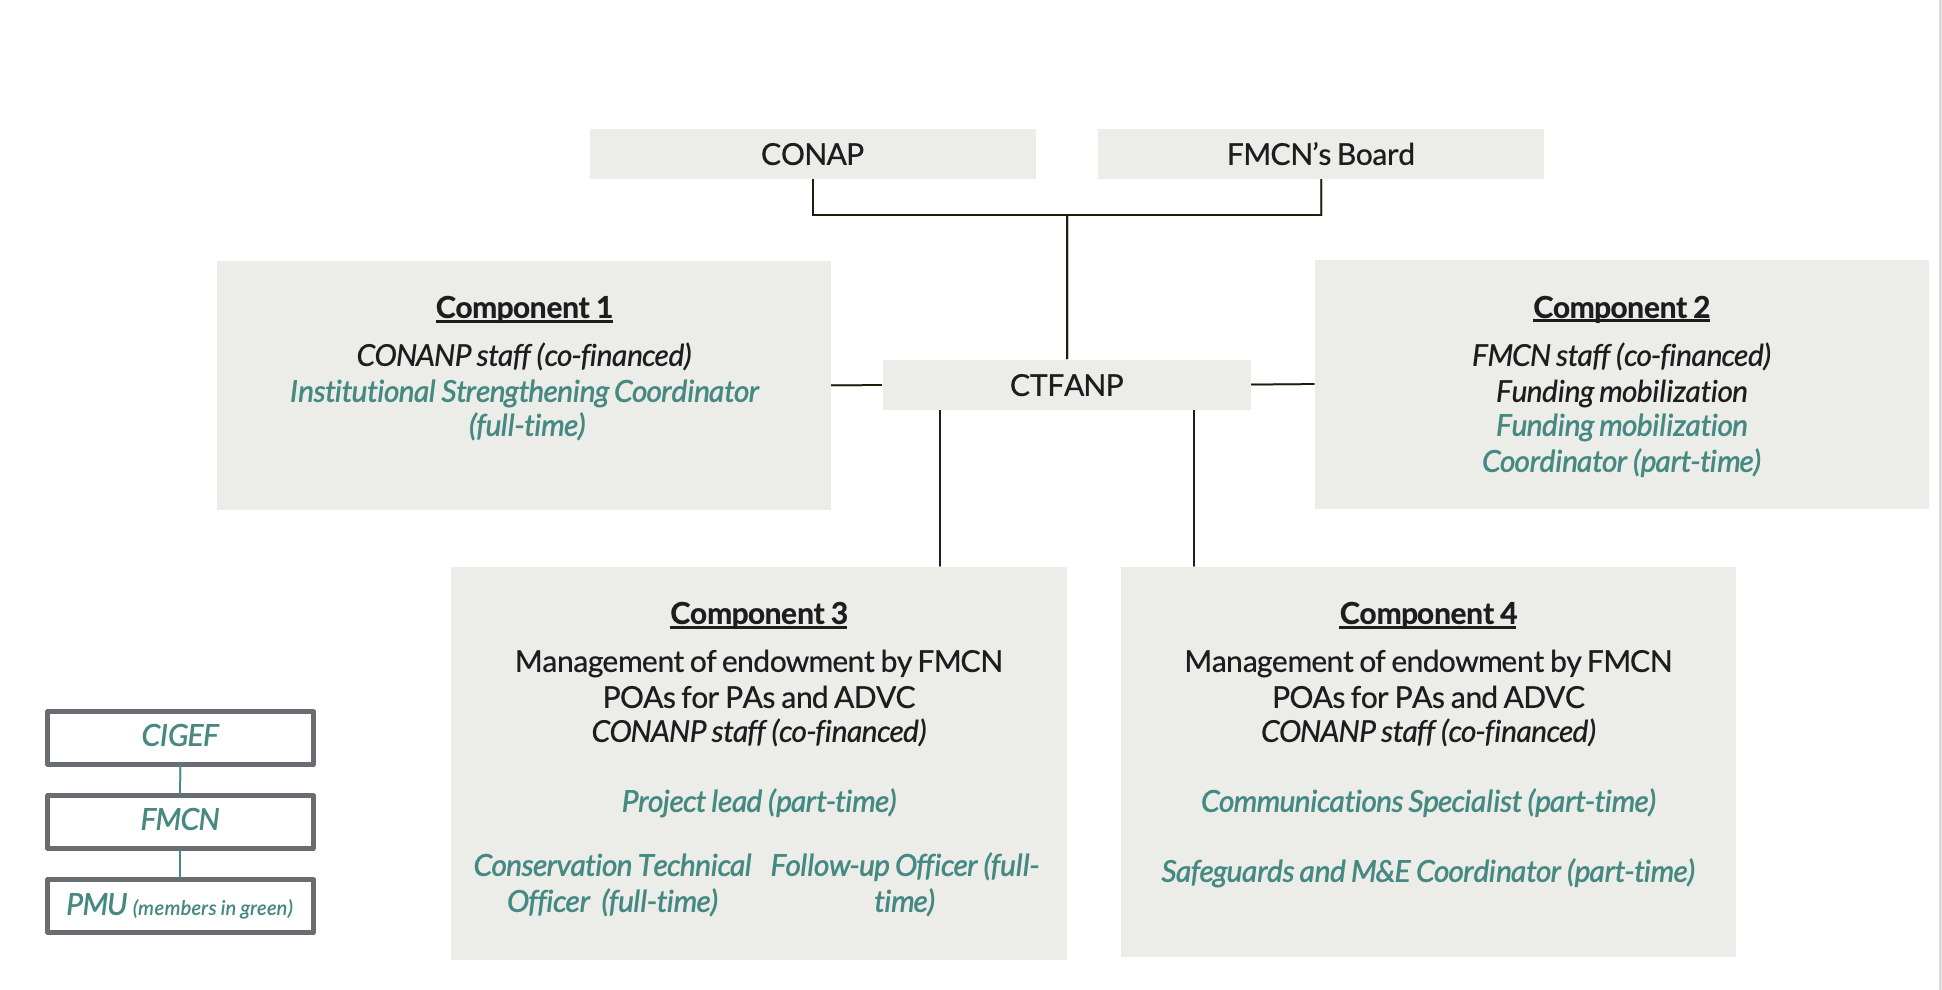 CONAP
FMCN’s Board
Component 1
CONANP staff (co-financed)
Institutional Strengthening Coordinator
(full-time)
Component 2
FMCN staff (co-financed)
Funding mobilization
Funding mobilization
Coordinator (part-time)
CTFANP
Component 3
Management of endowment by FMCN
POAs for PAs and ADVC
CONANP staff (co-financed)
Project lead (part-time)
Conservation Technical
Officer (full-time)
Follow-up Officer (full-
time)
Component 4
Management of endowment by FMCN
POAs for PAs and ADVC
CONANP staff (co-financed)
Communications Specialist (part-time)
Safeguards and M&E Coordinator (part-time)
CIGEF
FMCN
PMU (members in green)